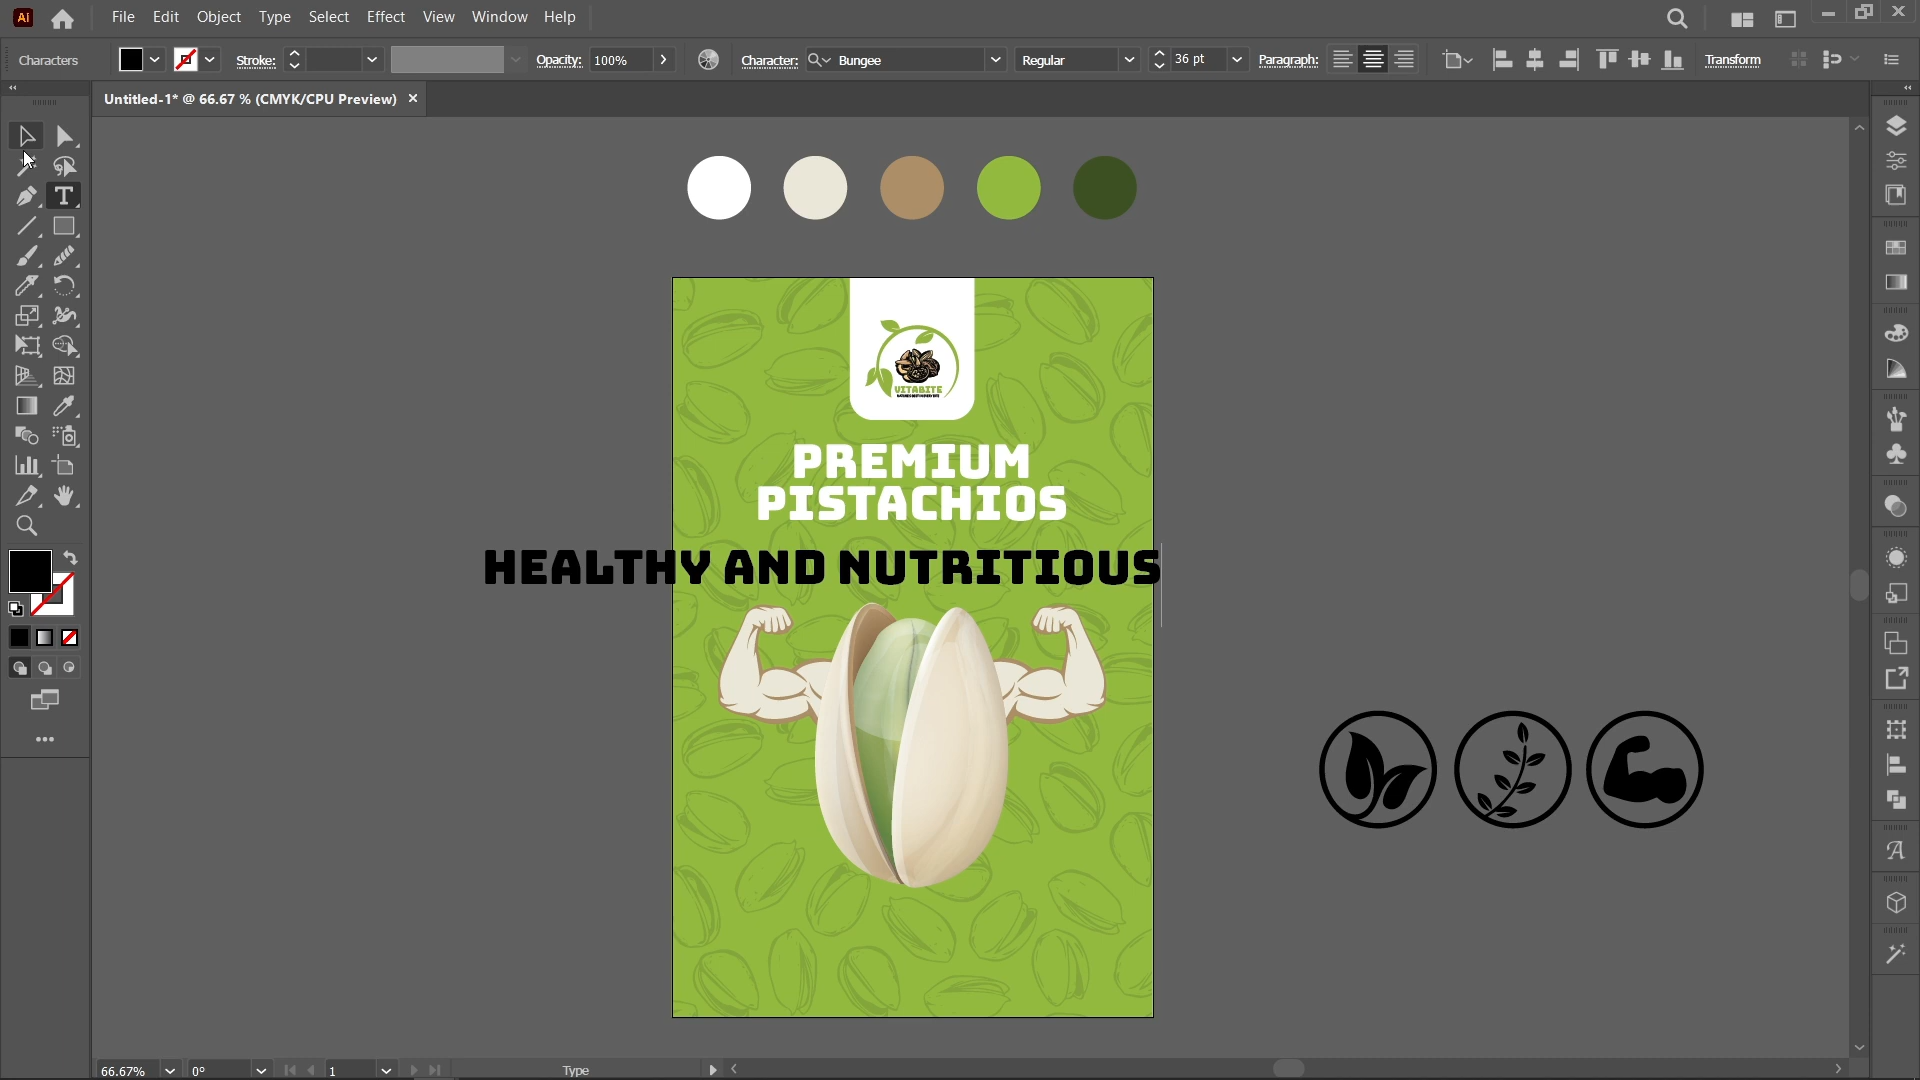 Ai File Edit Object Type Select Effect View Window Help
Characters Stroke: Opacity: 100% Character: Bungee Regular 36 pt Paragraph: Transform
Untitled-1* @ 66.67 % (CMYK/CPU Preview)
VITABITE
PREMIUM
PISTACHIOS
HEALTHY AND NUTRITIOUS
66.67% 0° 1 Type